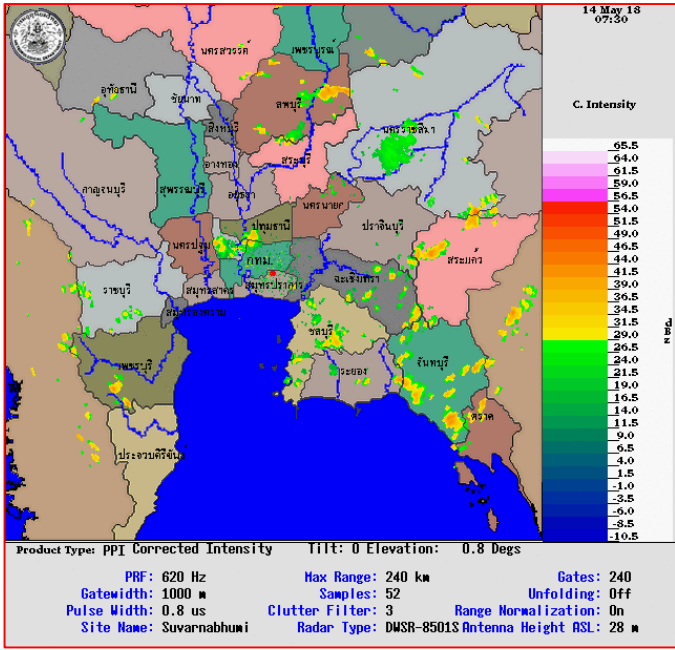 14 May 18
07:30
C. Intensity
65.5
64.0
61.5
59.0
56.5
54.0
51.5
49.0
46.5
44.0
41.5
39.0
36.5
34.0
31.5
29.0
26.5
24.0
21.5
19.0
16.5
14.0
11.5
9.0
6.5
4.0
1.5
-1.0
-3.5
-6.0
-8.5
-10.5
นครสวรรค์
เพชรบูรณ์
อุทัยธานี
ชัยนาท
ลพบุรี
สิงห์บุรี
นครราชสีมา
อ่างทอง
สระบุรี
กาญจนบุรี
สุพรรณบุรี
อยุธยา
นครนายก
ปทุมธานี
ปราจีนบุรี
นครปฐม
กทม.
สระแก้ว
ราชบุรี
สมุทรสาคร
สมุทรปราการ
ฉะเชิงเทรา
สมุทรสงคราม
ชลบุรี
เพชรบุรี
ระยอง
จันทบุรี
ตราด
ประจวบคีรีขันธ์
Product Type: PPI Corrected Intensity Tilt: 0 Elevation: 0.8 Degs
PRF: 620 Hz Max Range: 240 km Gates: 240
Gatewidth: 1000 m Samples: 52 Unfolding: Off
Pulse Width: 0.8 us Clutter Filter: 3 Range Normalization: On
Site Name: Suvarnabhumi Radar Type: DWSR-8501S Antenna Height ASL: 28 m